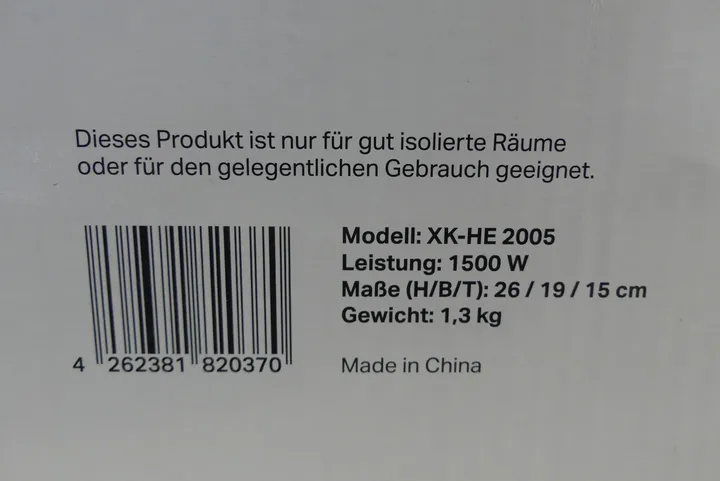 Dieses Produkt ist nur für gut isolierte Räume
oder für den gelegentlichen Gebrauch geeignet.
Modell: XK-HE 2005
Leistung: 1500 W
Maße (H/B/T): 26 / 19 / 15 cm
Gewicht: 1,3 kg
Made in China
4 262381 820370